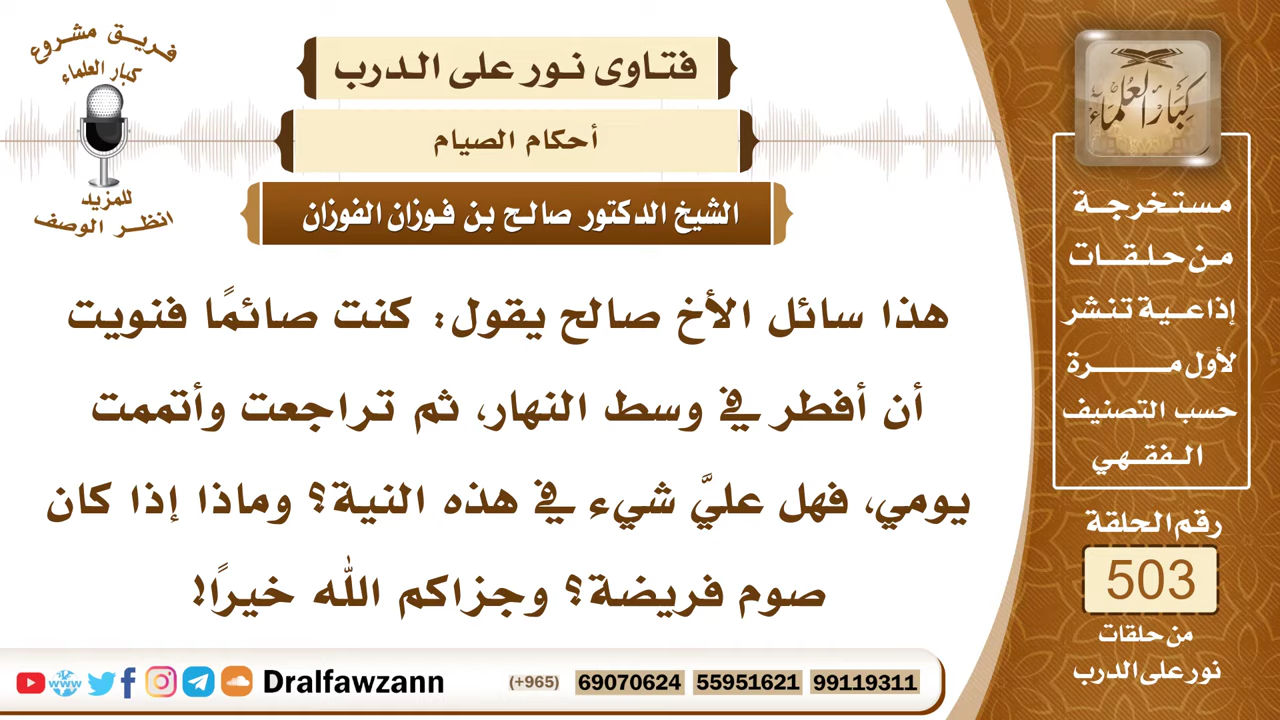 فريق مشروع
كبار العلماء
للمزيد
انظر الوصف
فتاوى نور على الدرب
أحكام الصيام
الشيخ الدكتور صالح بن فوزان الفوزان
هذا سائل الأخ صالح يقول: كنت صائمًا فنويت
أن أفطر في وسط النهار، ثم تراجعت وأتممت
يومي، فهل عليَّ شيء في هذه النية؟ وماذا إذا كان
صوم فريضة؟ وجزاكم الله خيرًا!
كبار العلماء
مستخرجة
من حلقات
إذاعية تنشر
لأول مرة
حسب التصنيف
الفقهي
رقم الحلقة
503
من حلقات
نور على الدرب
www
Dralfawzann (+965) 69070624 55951621 99119311